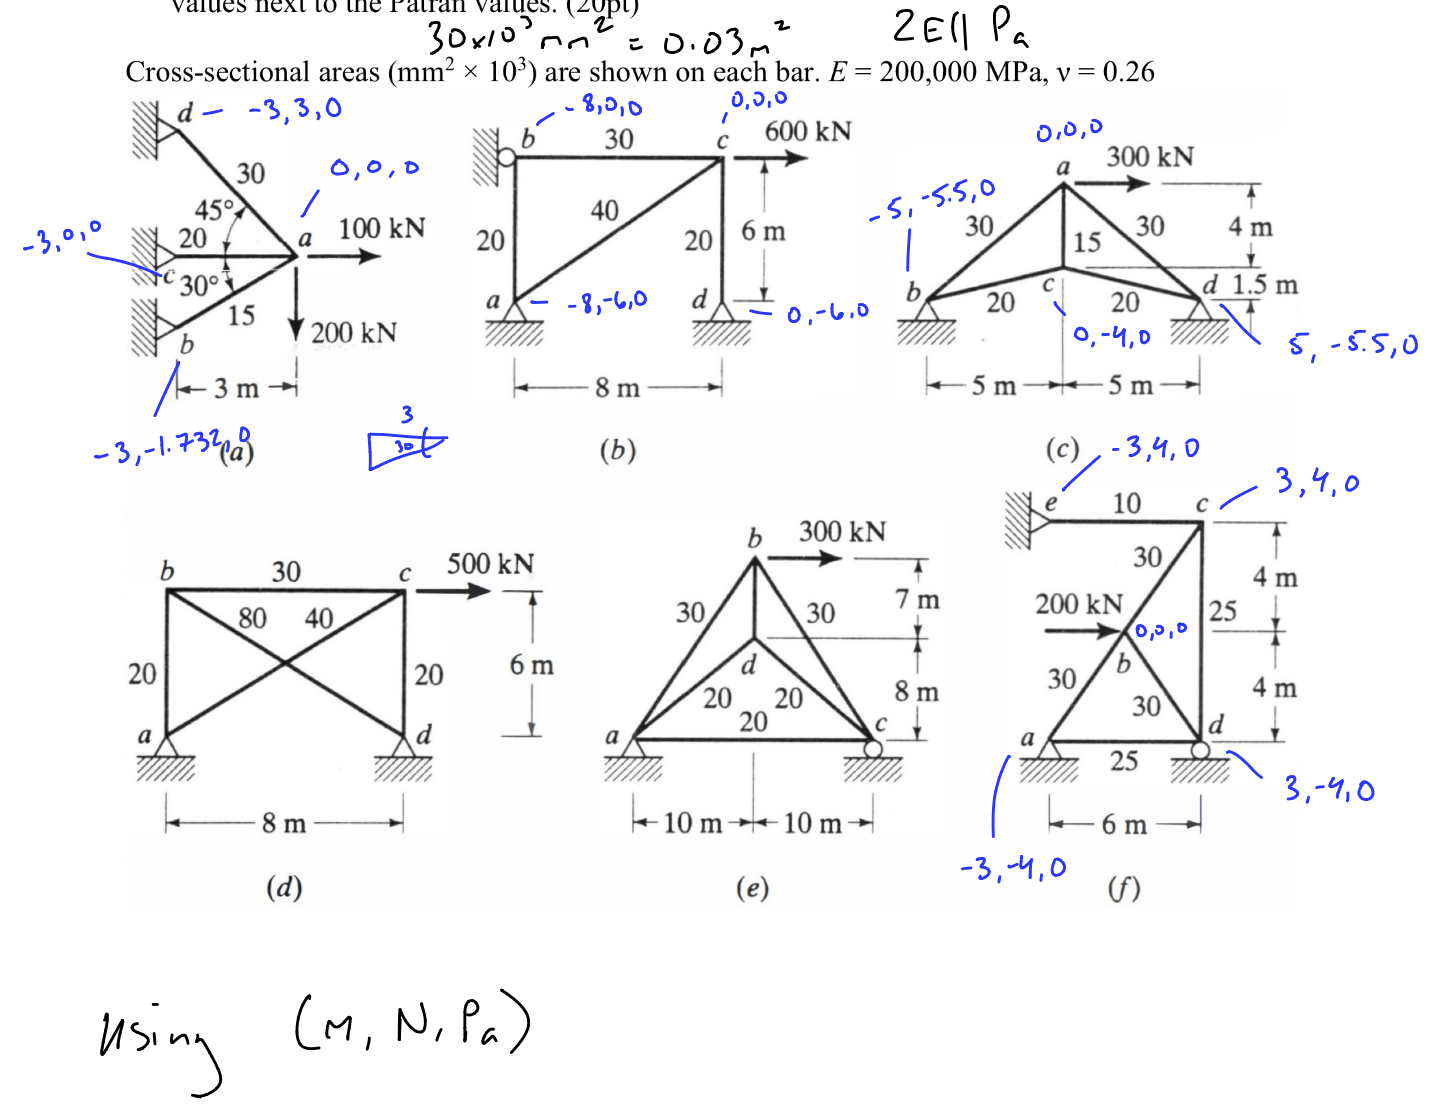 values next to the Patran values. (20pt)
30x10³ mm² = 0.03m²
2E11 Pa
Cross-sectional areas (mm² × 10³) are shown on each bar. E = 200,000 MPa, ν = 0.26
d
-3,3,0
30
0,0,0
45°
20
a
100 kN
-3,0,0
c
30°
15
b
200 kN
3 m
-3,-1.732,0
(a)
3
30
-8,0,0
0,0,0
b
30
c
600 kN
40
20
20
6 m
a
-8,-6,0
d
0,-6,0
8 m
(b)
0,0,0
a
300 kN
-5,-5.5,0
30
30
4 m
15
b
c
d
1.5 m
20
20
0,-4,0
5,-5.5,0
5 m
5 m
(c)
b
30
c
500 kN
80
40
20
20
6 m
a
d
8 m
(d)
b
300 kN
30
30
7 m
d
20
20
8 m
20
a
c
10 m
10 m
(e)
-3,4,0
3,4,0
e
10
c
30
4 m
200 kN
25
0,0,0
b
30
4 m
30
a
d
25
3,-4,0
6 m
-3,-4,0
(f)
Using (M, N, Pa)